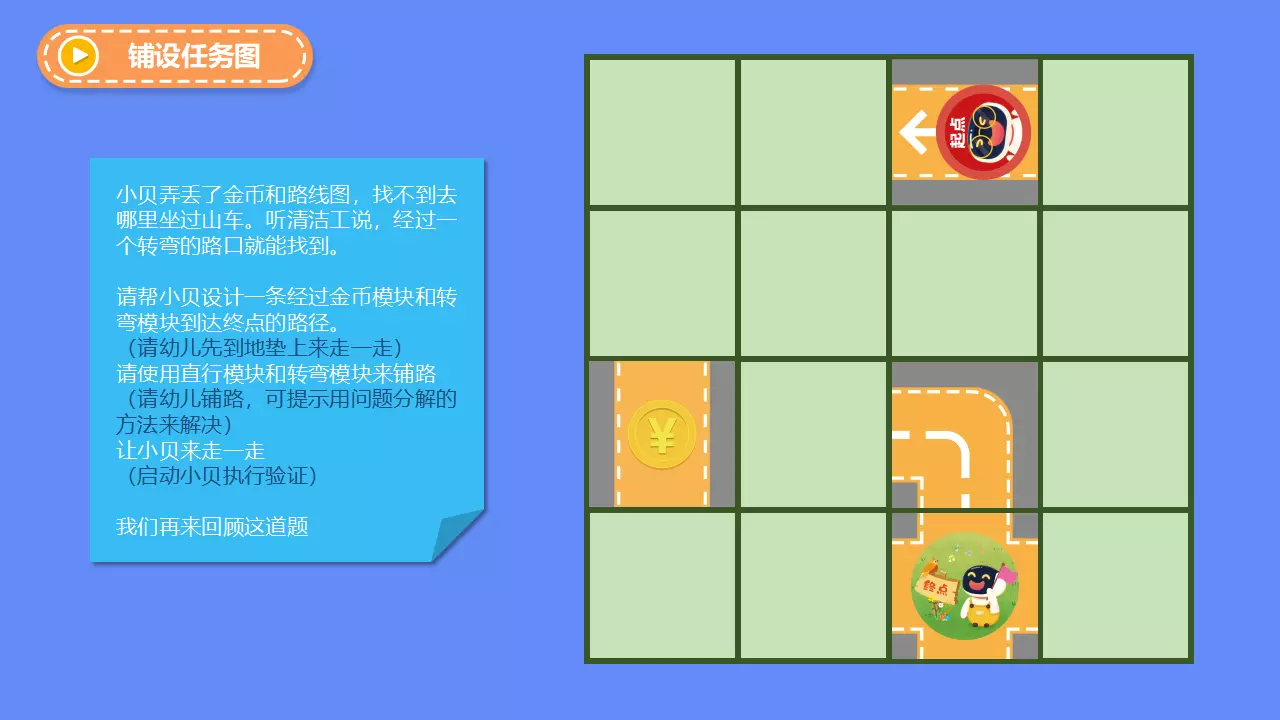 铺设任务图
小贝弄丢了金币和路线图，找不到去
哪里坐过山车。听清洁工说，经过一
个转弯的路口就能找到。
请帮小贝设计一条经过金币模块和转
弯模块到达终点的路径。
（请幼儿先到地垫上来走一走）
请使用直行模块和转弯模块来铺路
（请幼儿铺路，可提示用问题分解的
方法来解决）
让小贝来走一走
（启动小贝执行验证）
我们再来回顾这道题
起点
¥
终点